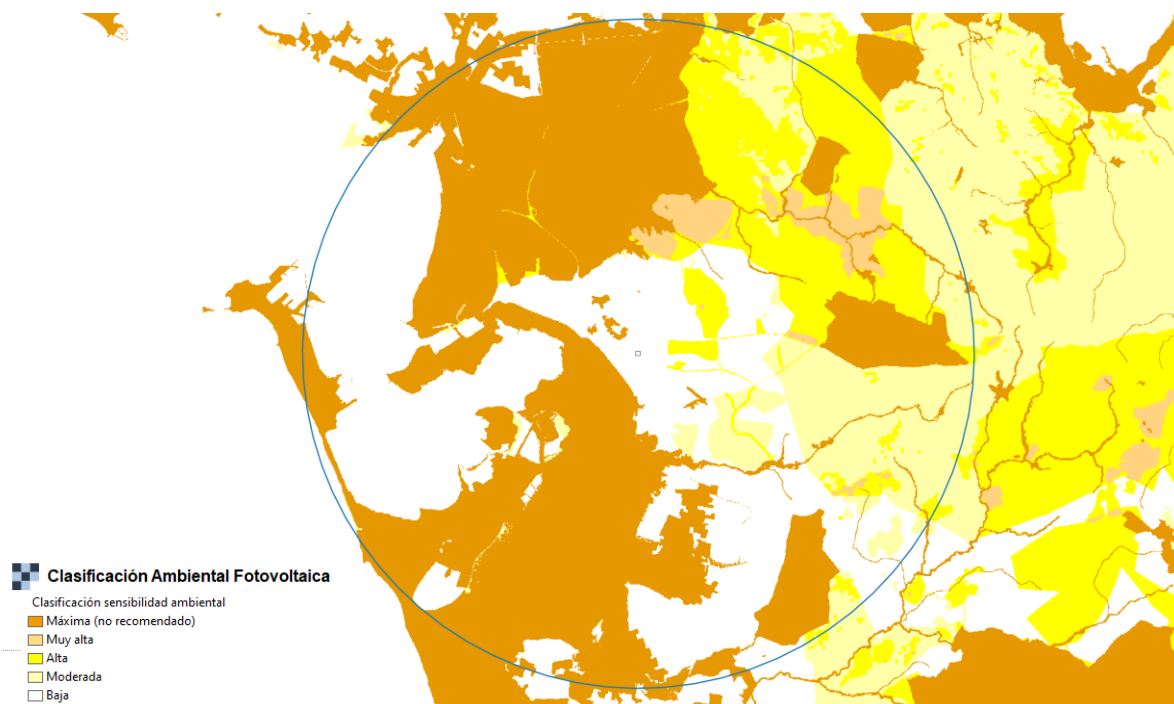 Clasificación Ambiental Fotovoltaica
Clasificación sensibilidad ambiental
Máxima (no recomendado)
Muy alta
Alta
Moderada
Baja